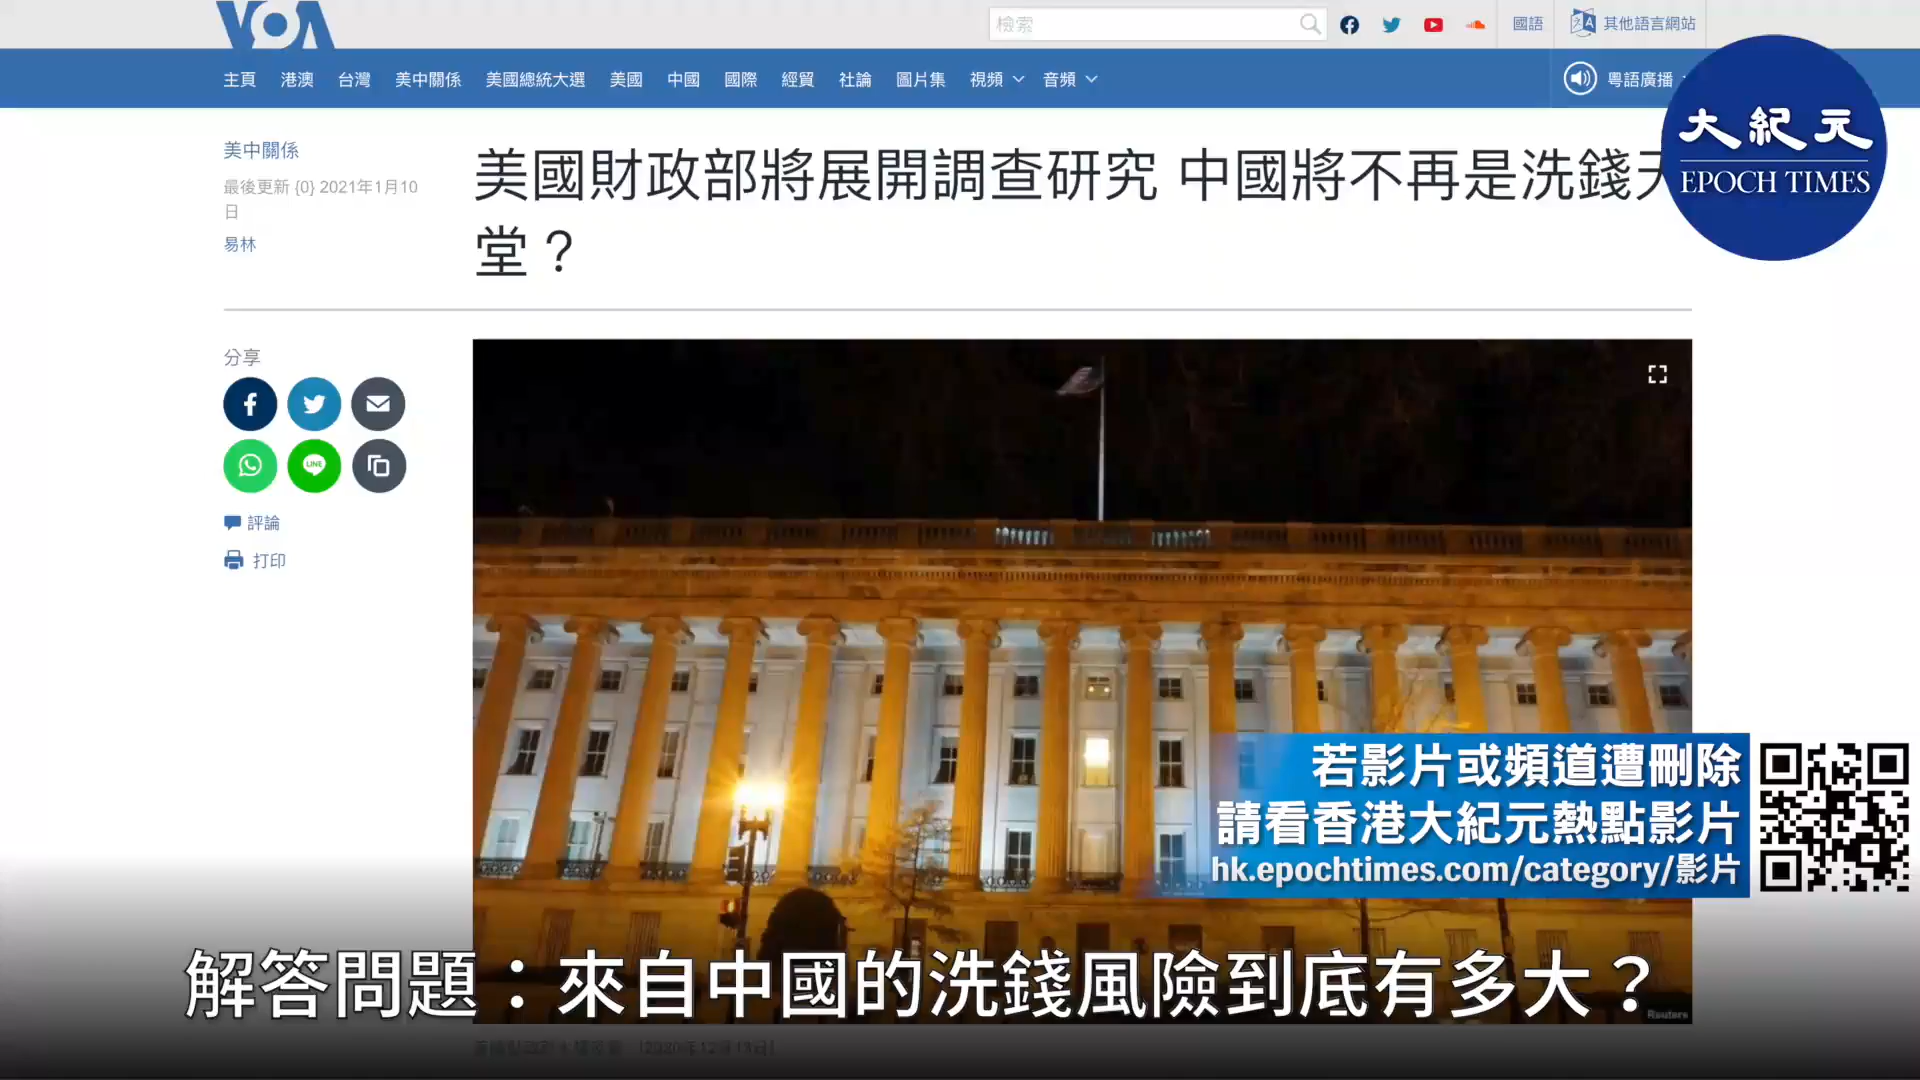 VOA
檢索
國語
其他語言網站
主頁 港澳 台灣 美中關係 美國總統大選 美國 中國 國際 經貿 社論 圖片集 視頻 音頻
粵語廣播
大紀元
EPOCH TIMES
美中關係
最後更新 {0} 2021年1月10
日
易林
美國財政部將展開調查研究 中國將不再是洗錢天
堂？
分享
LINE
評論
打印
若影片或頻道遭刪除
請看香港大紀元熱點影片
hk.epochtimes.com/category/影片
解答問題：來自中國的洗錢風險到底有多大？
Reuters